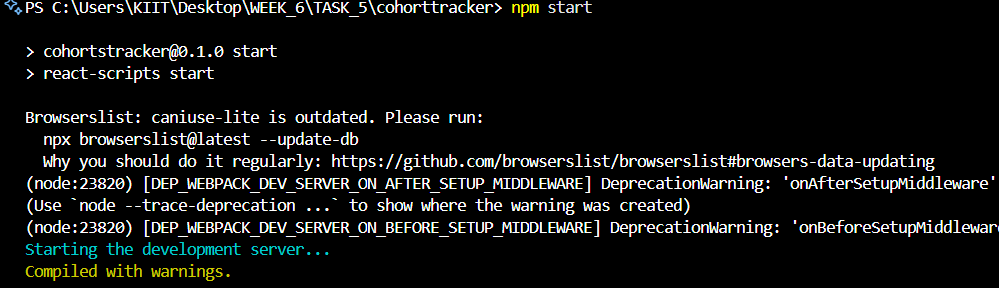 PS C:\Users\KIIT\Desktop\WEEK_6\TASK_5\cohorttracker> npm start
> cohortstracker@0.1.0 start
> react-scripts start
Browserslist: caniuse-lite is outdated. Please run:
npx browserslist@latest --update-db
Why you should do it regularly: https://github.com/browserslist/browserslist#browsers-data-updating
(node:23820) [DEP_WEBPACK_DEV_SERVER_ON_AFTER_SETUP_MIDDLEWARE] DeprecationWarning: 'onAfterSetupMiddleware'
(Use `node --trace-deprecation ...` to show where the warning was created)
(node:23820) [DEP_WEBPACK_DEV_SERVER_ON_BEFORE_SETUP_MIDDLEWARE] DeprecationWarning: 'onBeforeSetupMiddleware
Starting the development server...
Compiled with warnings.